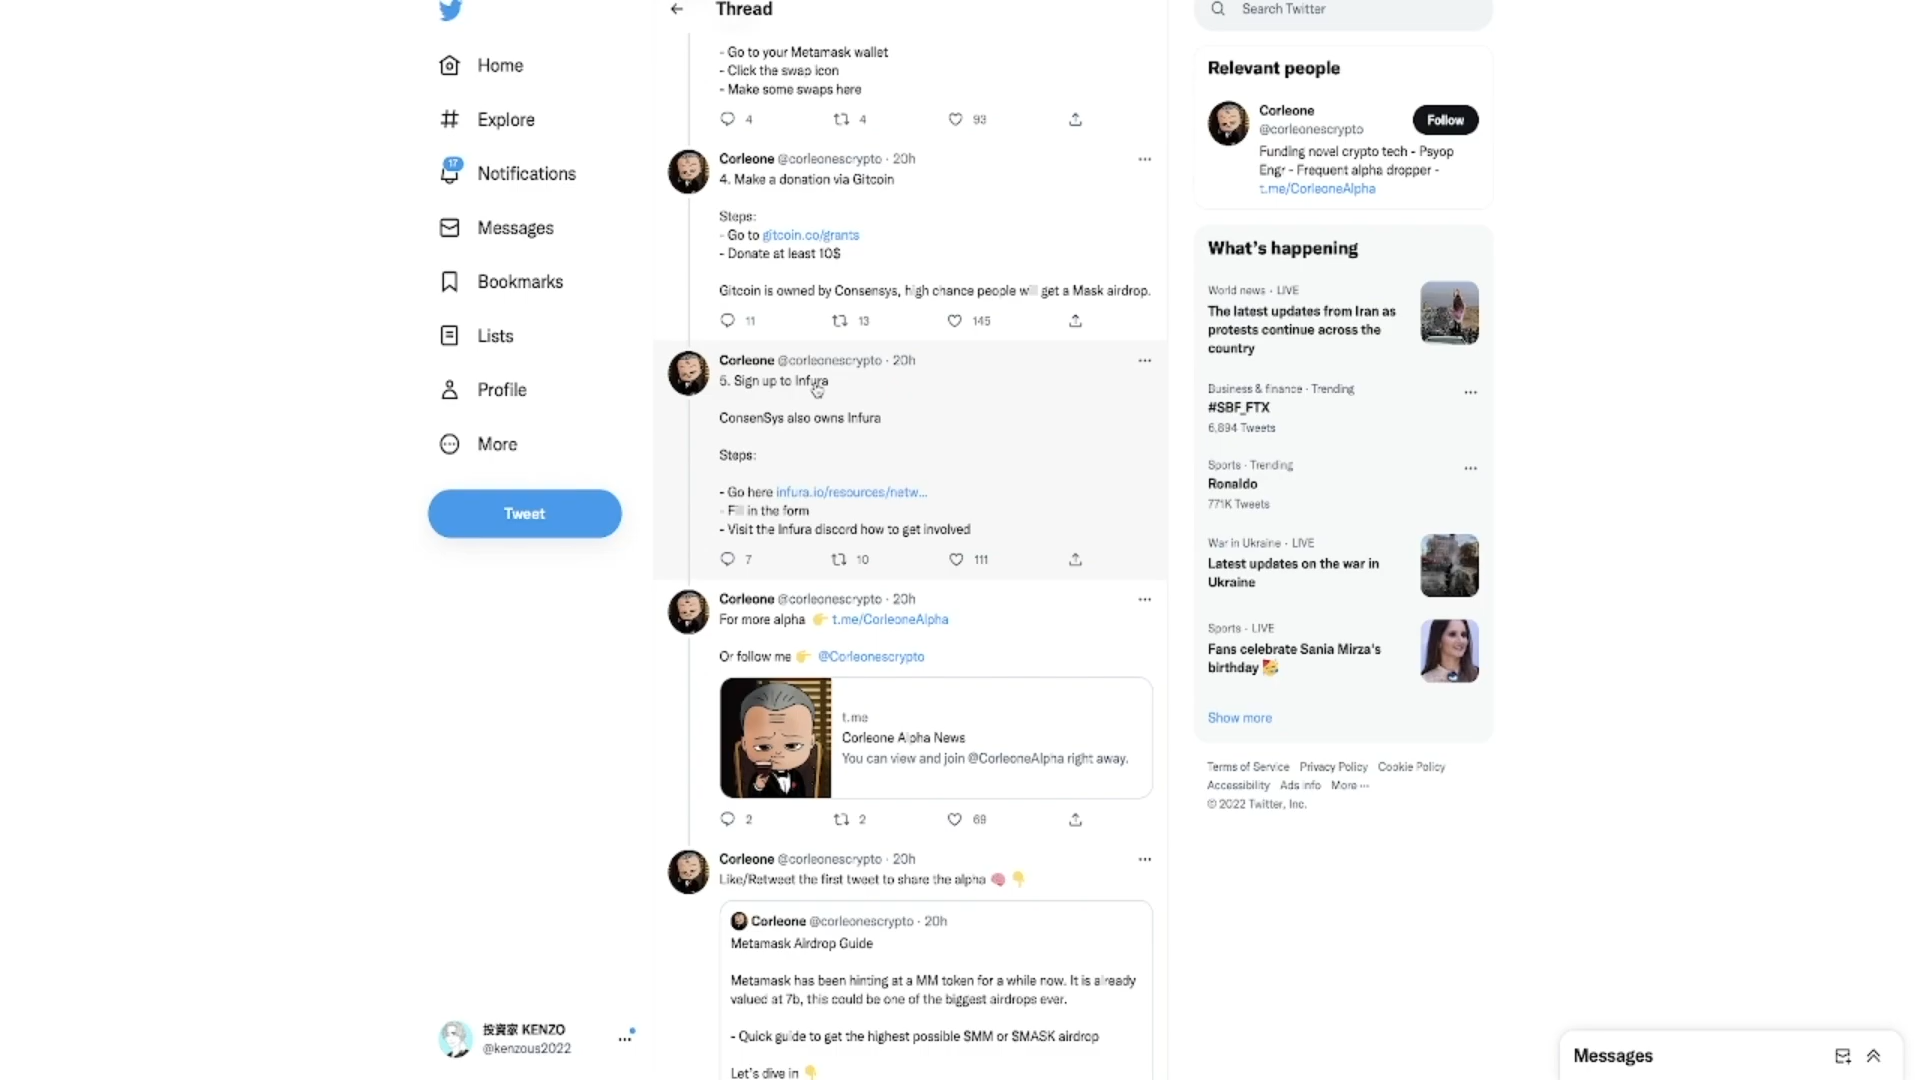 Home
Explore
17
Notifications
Messages
Bookmarks
Lists
Profile
More
Tweet
投資家 KENZO
@kenzous2022
Thread
- Go to your Metamask wallet
- Click the swap icon
- Make some swaps here
4 4 93
Corleone @corleonescrypto · 20h
4. Make a donation via Gitcoin
Steps:
- Go to gitcoin.co/grants
- Donate at least 10$
Gitcoin is owned by Consensys, high chance people will get a Mask airdrop.
11 13 145
Corleone @corleonescrypto · 20h
5. Sign up to Infura
ConsenSys also owns Infura
Steps:
- Go here infura.io/resources/netw...
- Fill in the form
- Visit the Infura discord how to get involved
7 10 111
Corleone @corleonescrypto · 20h
For more alpha 👉 t.me/CorleoneAlpha
Or follow me 👉 @Corleonescrypto
t.me
Corleone Alpha News
You can view and join @CorleoneAlpha right away.
2 2 69
Corleone @corleonescrypto · 20h
Like/Retweet the first tweet to share the alpha 🧠 👇
Corleone @corleonescrypto · 20h
Metamask Airdrop Guide
Metamask has been hinting at a MM token for a while now. It is already
valued at 7b, this could be one of the biggest airdrops ever.
- Quick guide to get the highest possible $MM or $MASK airdrop
Let's dive in 👇
Search Twitter
Relevant people
Corleone
@corleonescrypto
Follow
Funding novel crypto tech - Psyop
Engr - Frequent alpha dropper -
t.me/CorleoneAlpha
What's happening
World news · LIVE
The latest updates from Iran as
protests continue across the
country
Business & finance · Trending
#SBF_FTX
6,894 Tweets
Sports · Trending
Ronaldo
771K Tweets
War in Ukraine · LIVE
Latest updates on the war in
Ukraine
Sports · LIVE
Fans celebrate Sania Mirza's
birthday 🥳
Show more
Terms of Service Privacy Policy Cookie Policy
Accessibility Ads info More ···
© 2022 Twitter, Inc.
Messages